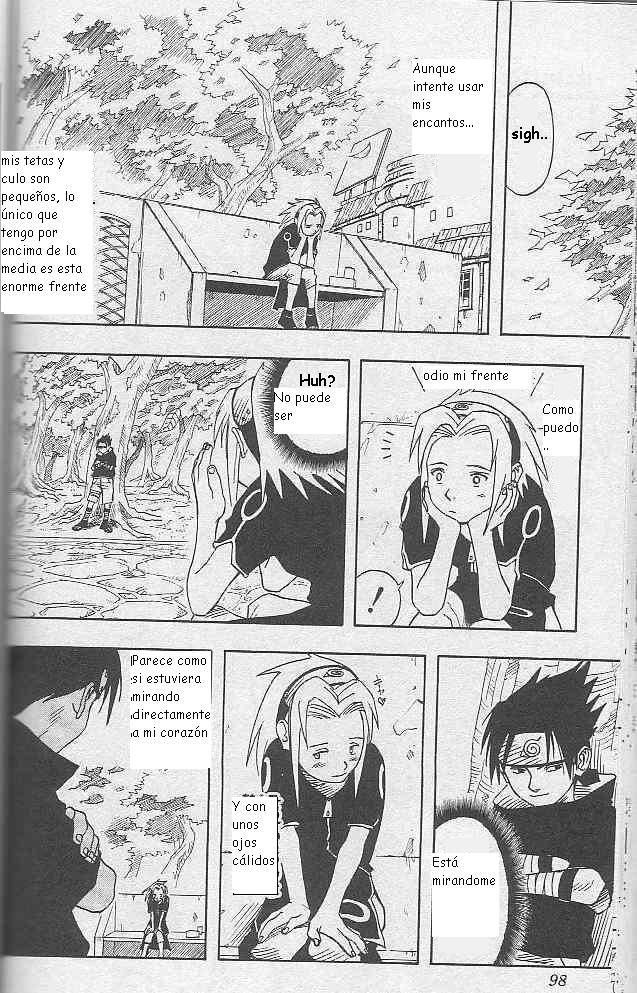 sigh..
Aunque
intente usar
mis
encantos...
mis tetas y
culo son
pequeños, lo
único que
tengo por
encima de la
media es esta
enorme frente
odio mi frente
Como
puedo
..
!
Huh?
No puede
ser
Está
mirandome
Y con
unos
ojos
cálidos
Parece como
si estuviera
mirando
directamente
a mi corazón
98